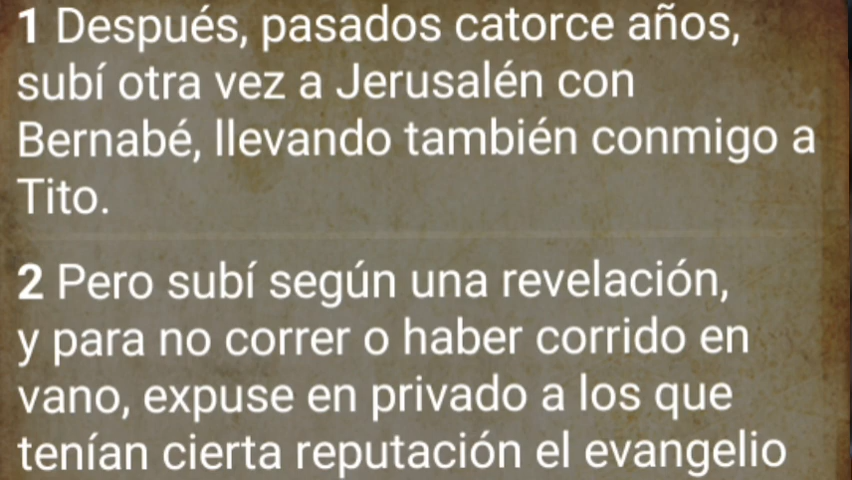 1 Después, pasados catorce años,
subí otra vez a Jerusalén con
Bernabé, llevando también conmigo a
Tito.
2 Pero subí según una revelación,
y para no correr o haber corrido en
vano, expuse en privado a los que
tenían cierta reputación el evangelio